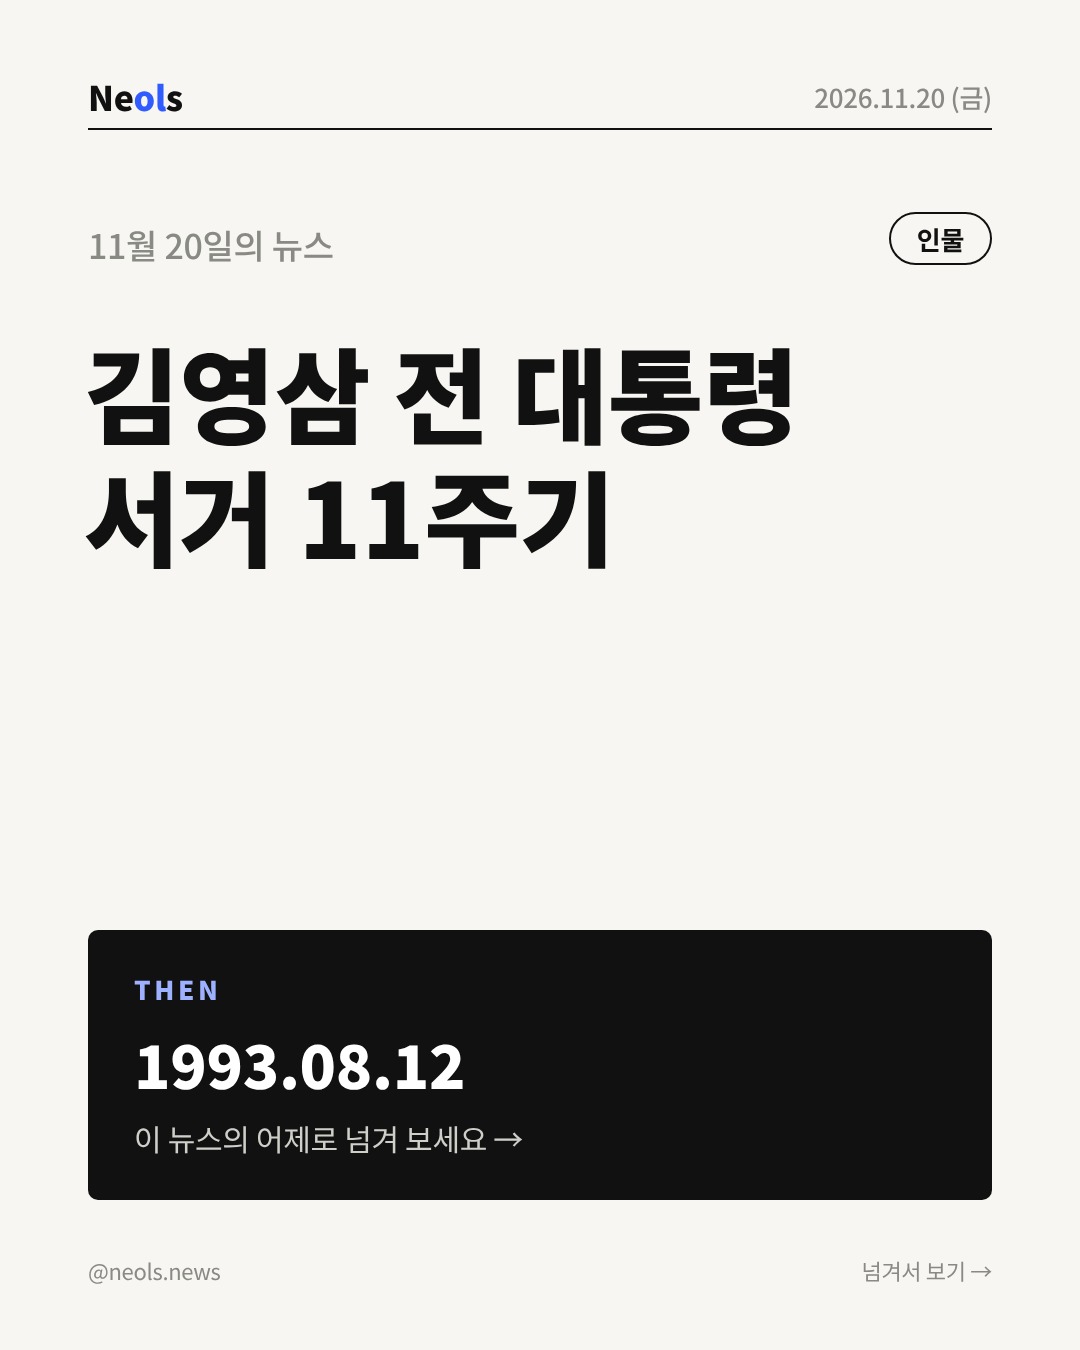 Neols
2026.11.20 (금)
11월 20일의 뉴스
인물
김영삼 전 대통령
서거 11주기
THEN
1993.08.12
이 뉴스의 어제로 넘겨 보세요 →
@neols.news
넘겨서 보기 →